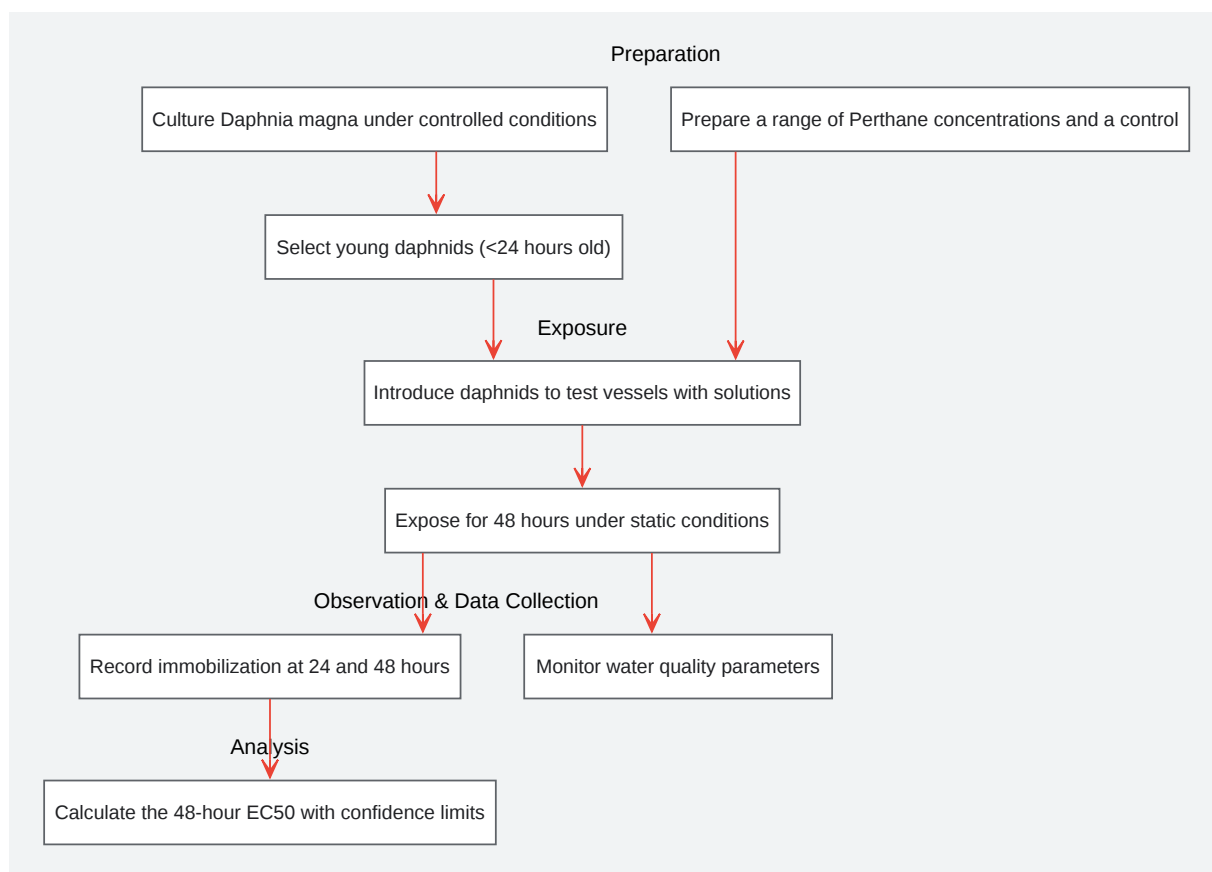 Preparation
Culture Daphnia magna under controlled conditions
Prepare a range of Perthane concentrations and a control
Select young daphnids (<24 hours old)
Exposure
Introduce daphnids to test vessels with solutions
Expose for 48 hours under static conditions
Observation & Data Collection
Record immobilization at 24 and 48 hours
Monitor water quality parameters
Analysis
Calculate the 48-hour EC50 with confidence limits